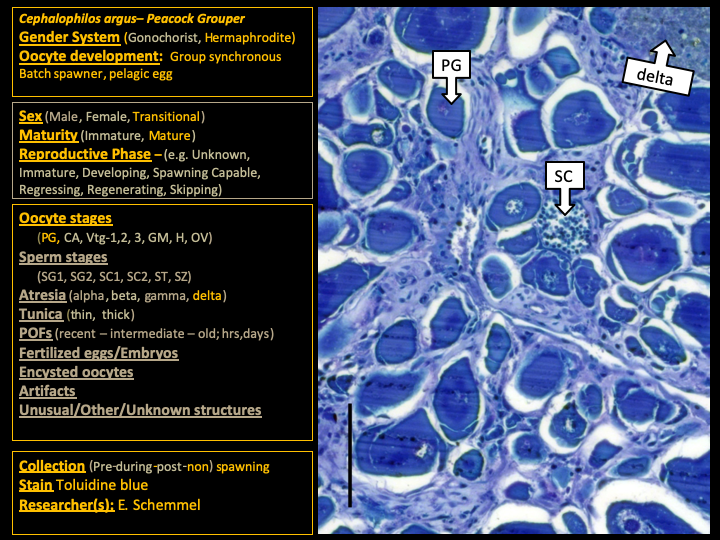 Cephalophilos argus– Peacock Grouper
Gender System (Gonochorist, Hermaphrodite)
Oocyte development: Group synchronous
Batch spawner, pelagic egg
Sex (Male, Female, Transitional)
Maturity (Immature, Mature)
Reproductive Phase – (e.g. Unknown,
Immature, Developing, Spawning Capable,
Regressing, Regenerating, Skipping)
Oocyte stages
(PG, CA, Vtg-1,2, 3, GM, H, OV)
Sperm stages
(SG1, SG2, SC1, SC2, ST, SZ)
Atresia (alpha, beta, gamma, delta)
Tunica (thin, thick)
POFs (recent – intermediate – old; hrs,days)
Fertilized eggs/Embryos
Encysted oocytes
Artifacts
Unusual/Other/Unknown structures
Collection (Pre-during-post-non) spawning
Stain Toluidine blue
Researcher(s): E. Schemmel
PG
delta
SC